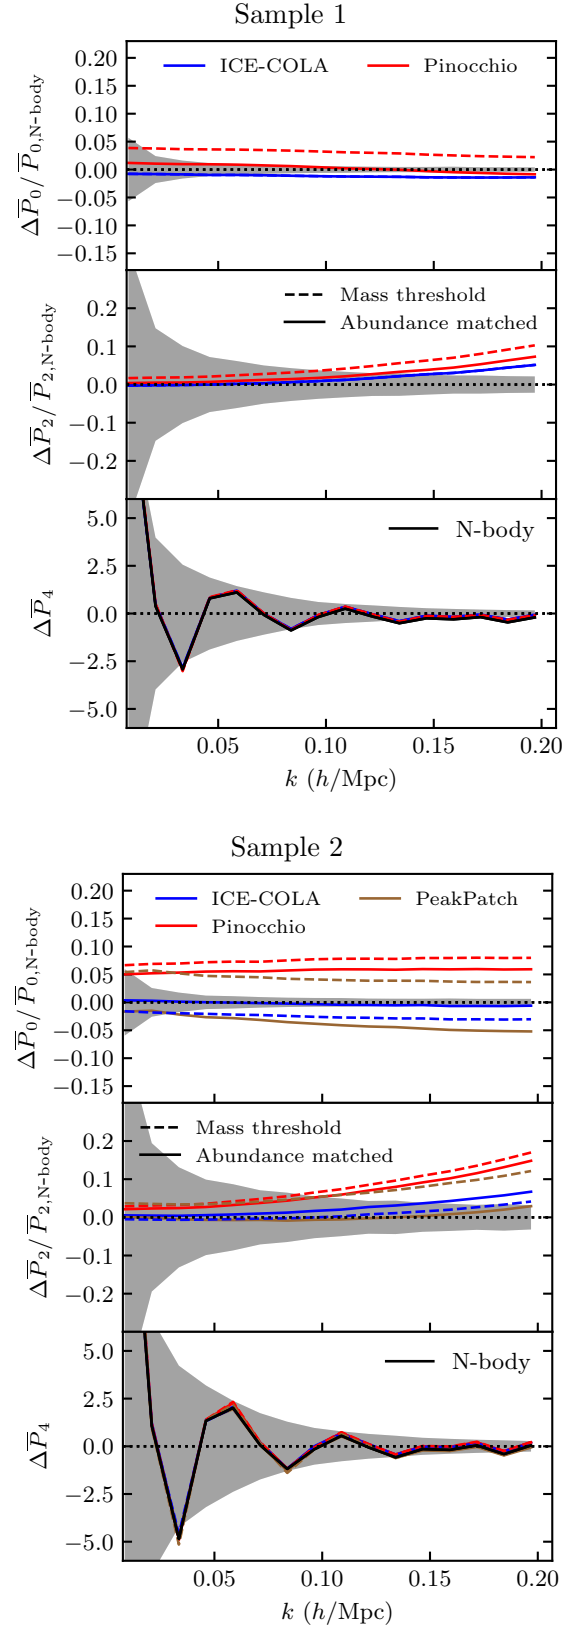 Sample 1
ICE-COLA Pinocchio
0.20
0.15
0.10
0.05
0.00
−0.05
−0.10
−0.15
ΔP̅₀/P̅₀,N-body
Mass threshold
Abundance matched
0.2
0.1
0.0
−0.1
−0.2
ΔP̅₂/P̅₂,N-body
N-body
5.0
2.5
0.0
−2.5
−5.0
ΔP̅₄
0.05 0.10 0.15 0.20
k (h/Mpc)
Sample 2
ICE-COLA PeakPatch
Pinocchio
0.20
0.15
0.10
0.05
0.00
−0.05
−0.10
−0.15
ΔP̅₀/P̅₀,N-body
Mass threshold
Abundance matched
0.2
0.1
0.0
−0.1
−0.2
ΔP̅₂/P̅₂,N-body
N-body
5.0
2.5
0.0
−2.5
−5.0
ΔP̅₄
0.05 0.10 0.15 0.20
k (h/Mpc)